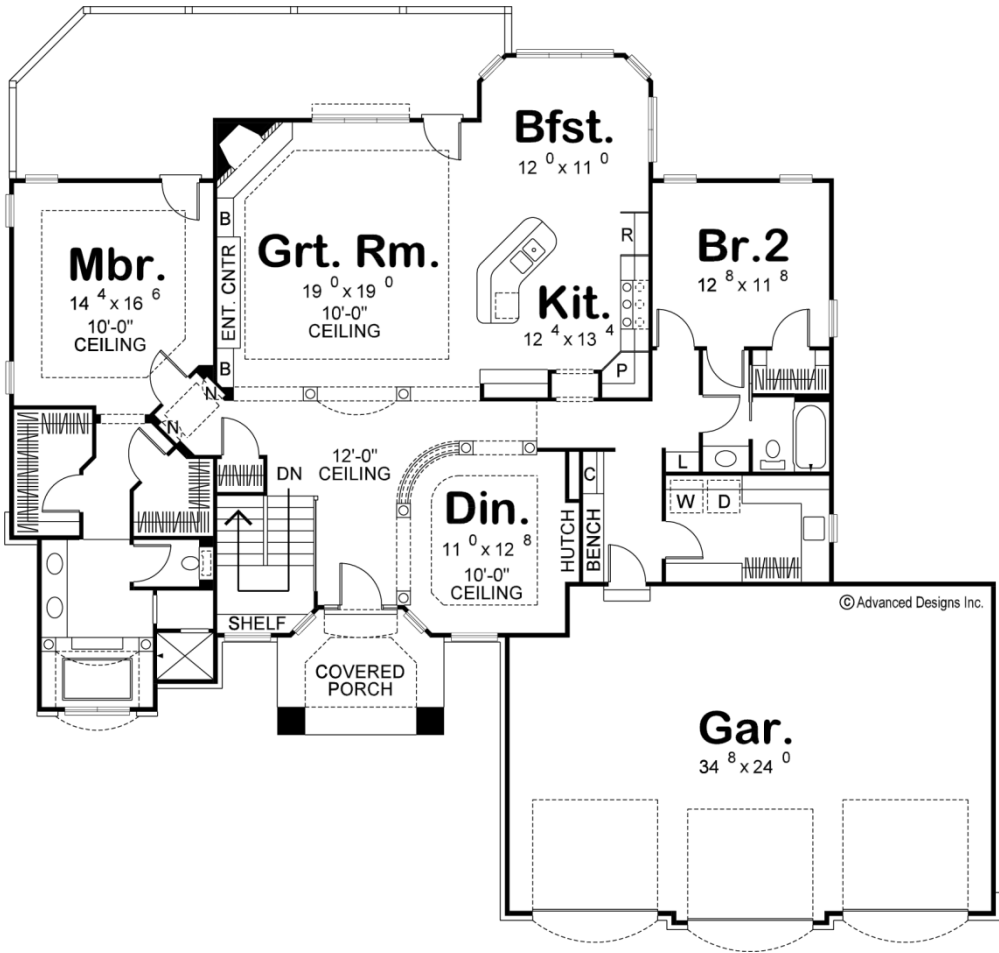 Bfst.
12 0 x 11 0
Grt. Rm.
19 0 x 19 0
10'-0"
CEILING
B
ENT. CNTR
B
Mbr.
14 4 x 16 6
10'-0"
CEILING
N
N
R
Kit.
12 4 x 13 4
P
Br.2
12 8 x 11 8
12'-0"
CEILING
DN
Din.
11 0 x 12 8
10'-0"
CEILING
HUTCH
C
BENCH
L
W
D
SHELF
COVERED
PORCH
© Advanced Designs Inc.
Gar.
34 8 x 24 0